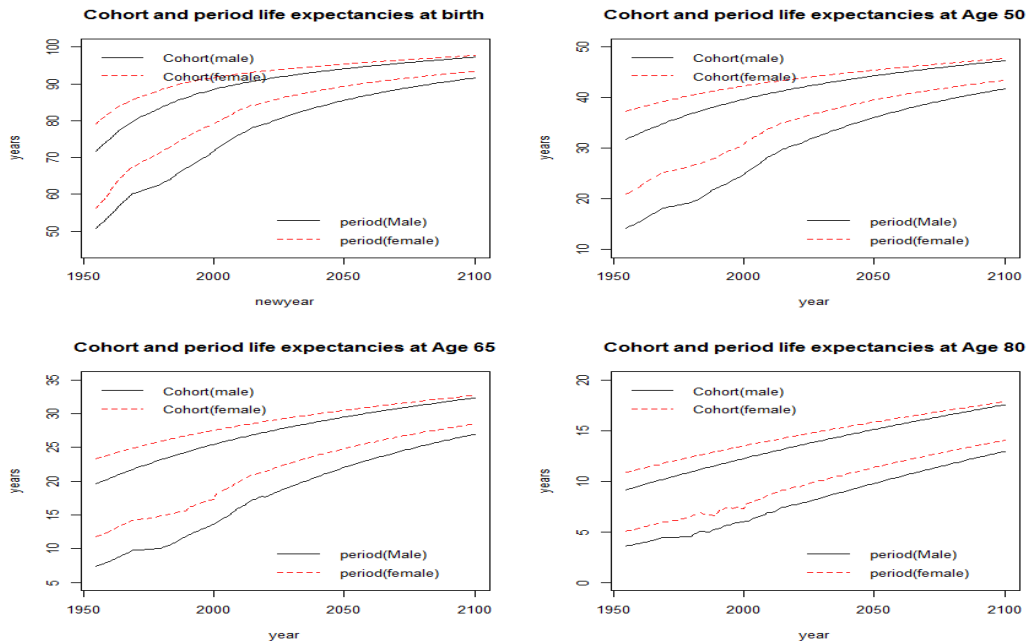 Cohort and period life expectancies at birth
years
100
90
80
70
60
50
Cohort(male)
Cohort(female)
period(Male)
period(female)
1950
2000
2050
2100
newyear
Cohort and period life expectancies at Age 50
years
50
40
30
20
10
Cohort(male)
Cohort(female)
period(Male)
period(female)
1950
2000
2050
2100
year
Cohort and period life expectancies at Age 65
years
35
30
25
20
15
10
5
Cohort(male)
Cohort(female)
period(Male)
period(female)
1950
2000
2050
2100
year
Cohort and period life expectancies at Age 80
years
20
15
10
5
0
Cohort(male)
Cohort(female)
period(Male)
period(female)
1950
2000
2050
2100
year